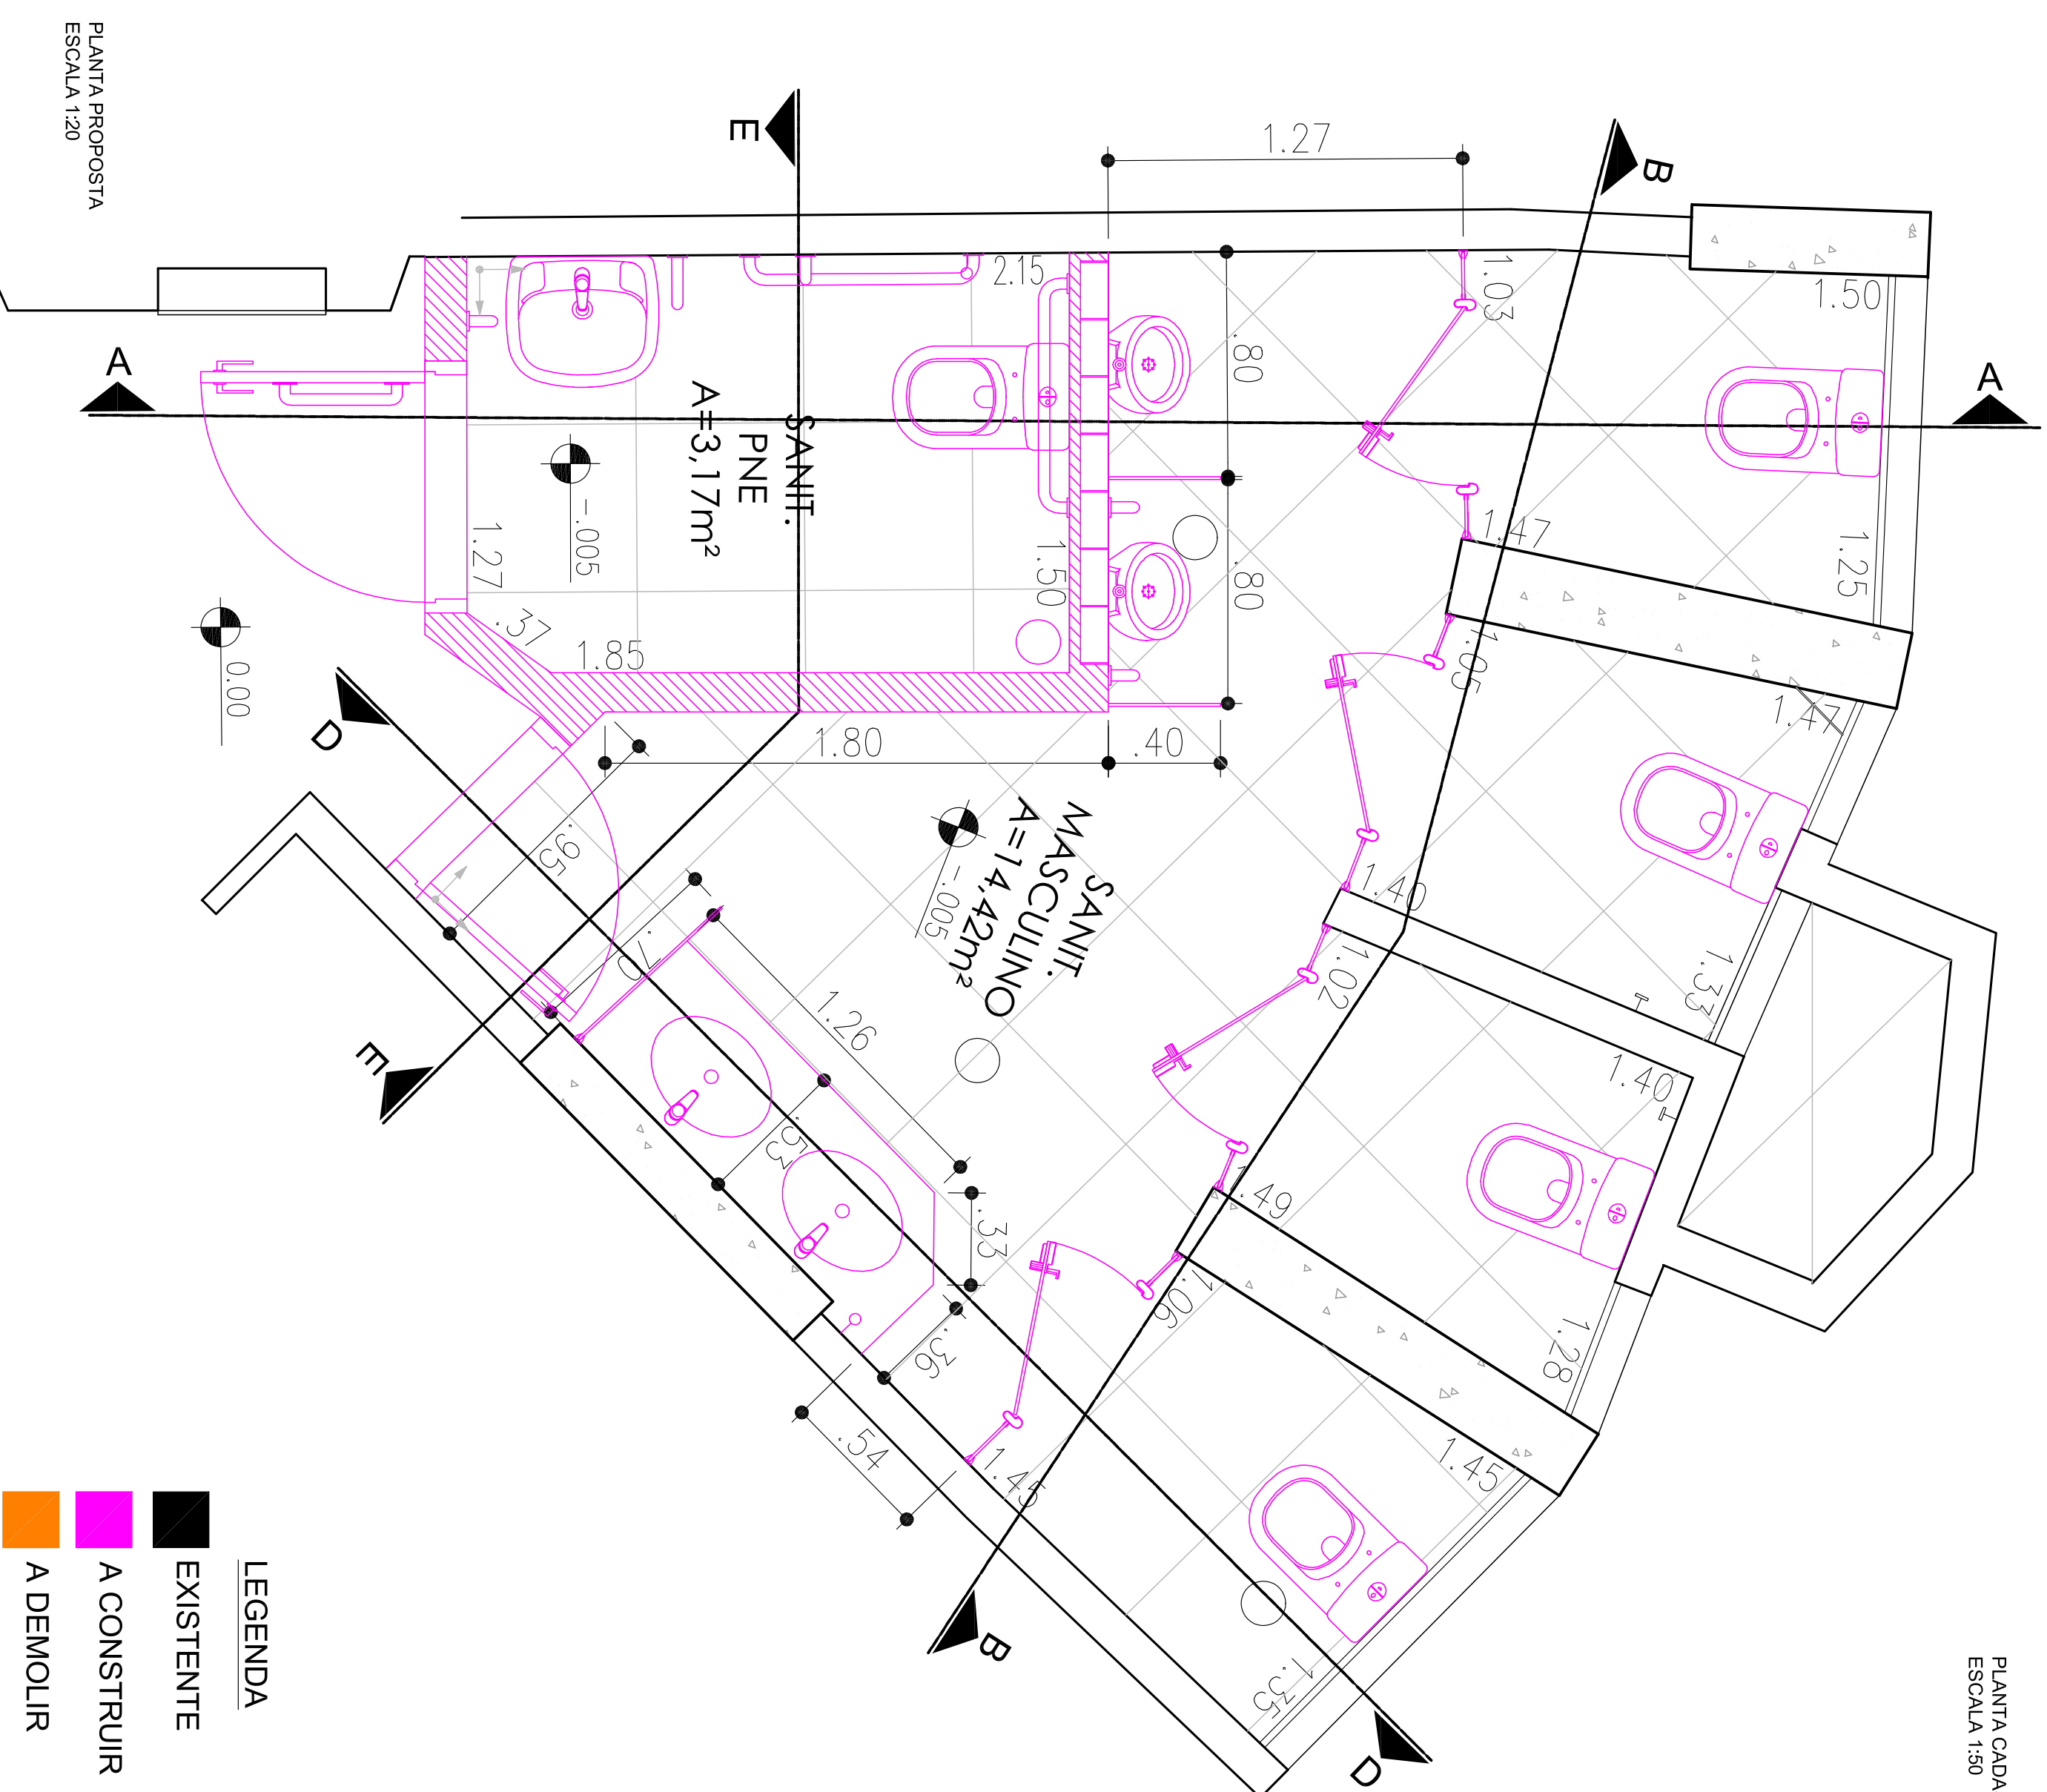 PLANTA PROPOSTA
ESCALA 1:20
E
1.27
B
A
A
2.15
1.03
1.50
.80
SANIT.
PNE
A=3,17m²
-.005
1.27
1.50
.80
1.47
1.25
.37
1.85
0.00
1.05
1.47
D
1.80
.40
.95
SANIT.
MASCULINO
A=14,42m²
-.005
1.40
1.02
1.33
.70
1.26
E
.53
1.40
.33
1.49
1.06
.36
1.28
.54
1.45
1.45
B
1.35
D
LEGENDA
EXISTENTE
A CONSTRUIR
A DEMOLIR
PLANTA CADA
ESCALA 1:50